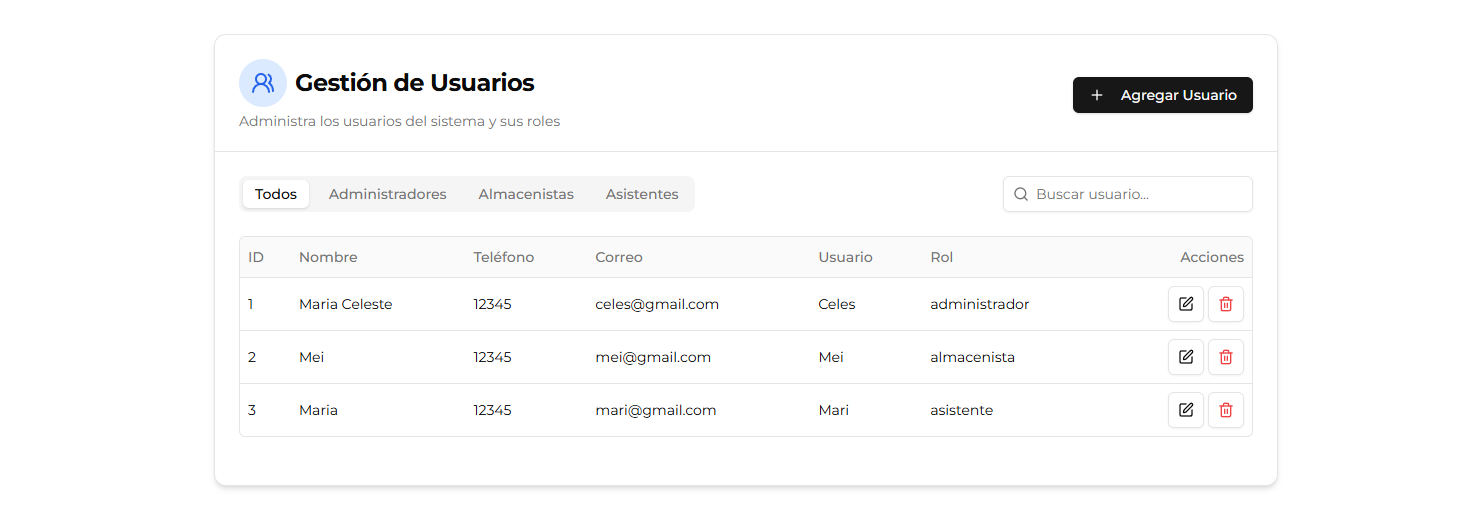 Gestión de Usuarios
Administra los usuarios del sistema y sus roles
Agregar Usuario
Todos Administradores Almacenistas Asistentes
Buscar usuario...
ID Nombre Teléfono Correo Usuario Rol Acciones
1 Maria Celeste 12345 celes@gmail.com Celes administrador
2 Mei 12345 mei@gmail.com Mei almacenista
3 Maria 12345 mari@gmail.com Mari asistente